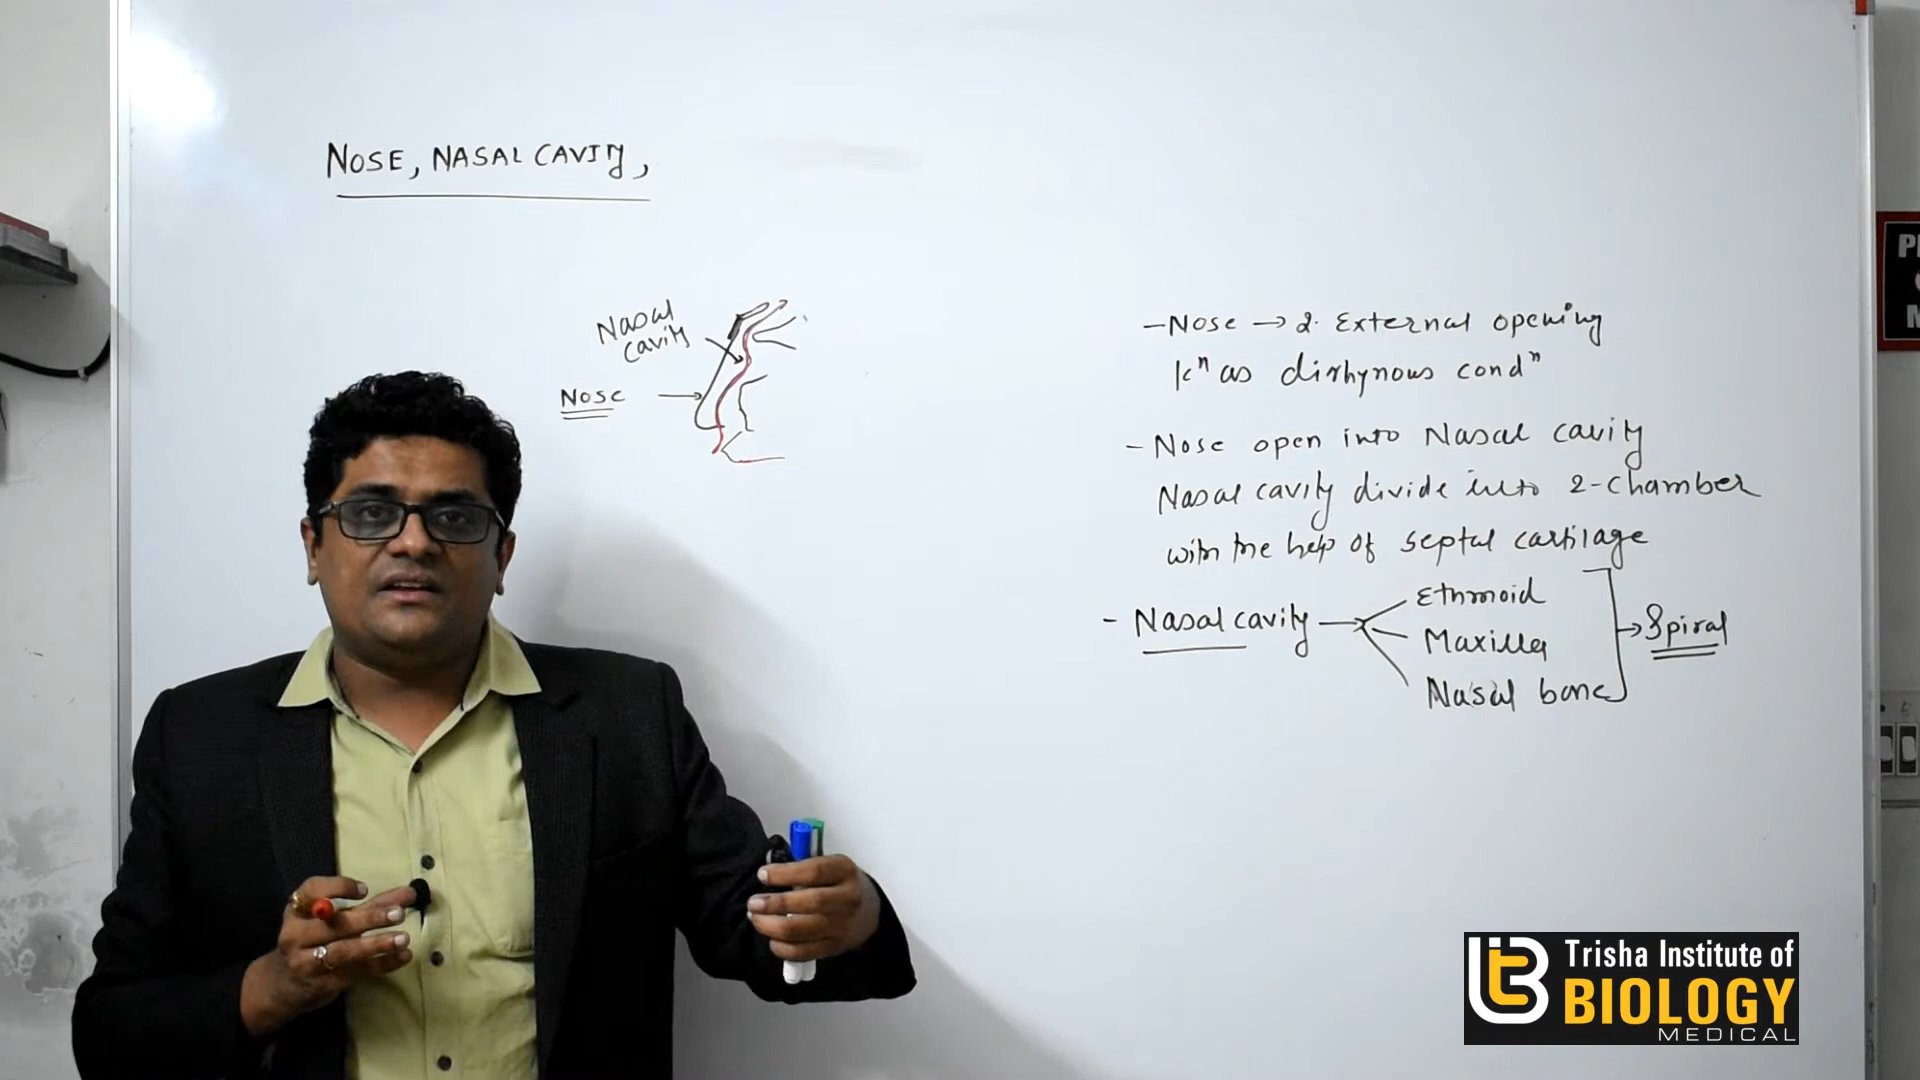 NOSE, NASAL CAVITY,
Nasal
cavity
Nose
- Nose → 2. External opening
kⁿ as dirhynous condⁿ
- Nose open into Nasal cavity
Nasal cavity divide into 2-chamber
with the help of septal cartilage
- Nasal cavity →
Ethmoid
Maxilla
Nasal bone
→ Spiral
Trisha Institute of
BIOLOGY
MEDICAL